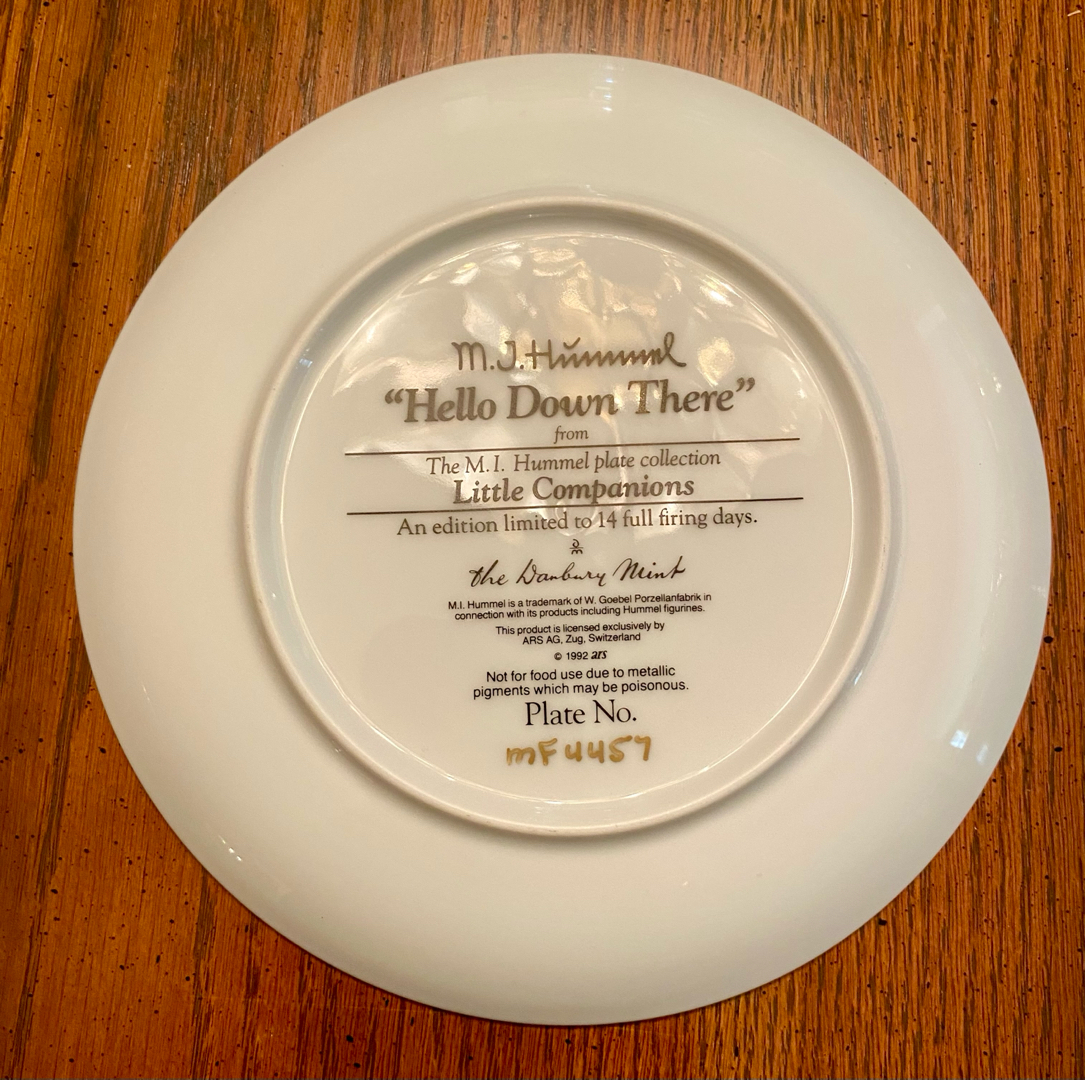 M.J.Hummel
“Hello Down There”
from
The M.I. Hummel plate collection
Little Companions
An edition limited to 14 full firing days.
the Danbury Mint
M.I. Hummel is a trademark of W. Goebel Porzellanfabrik in
connection with its products including Hummel figurines.
This product is licensed exclusively by
ARS AG, Zug, Switzerland
© 1992 ars
Not for food use due to metallic
pigments which may be poisonous.
Plate No.
MF4457